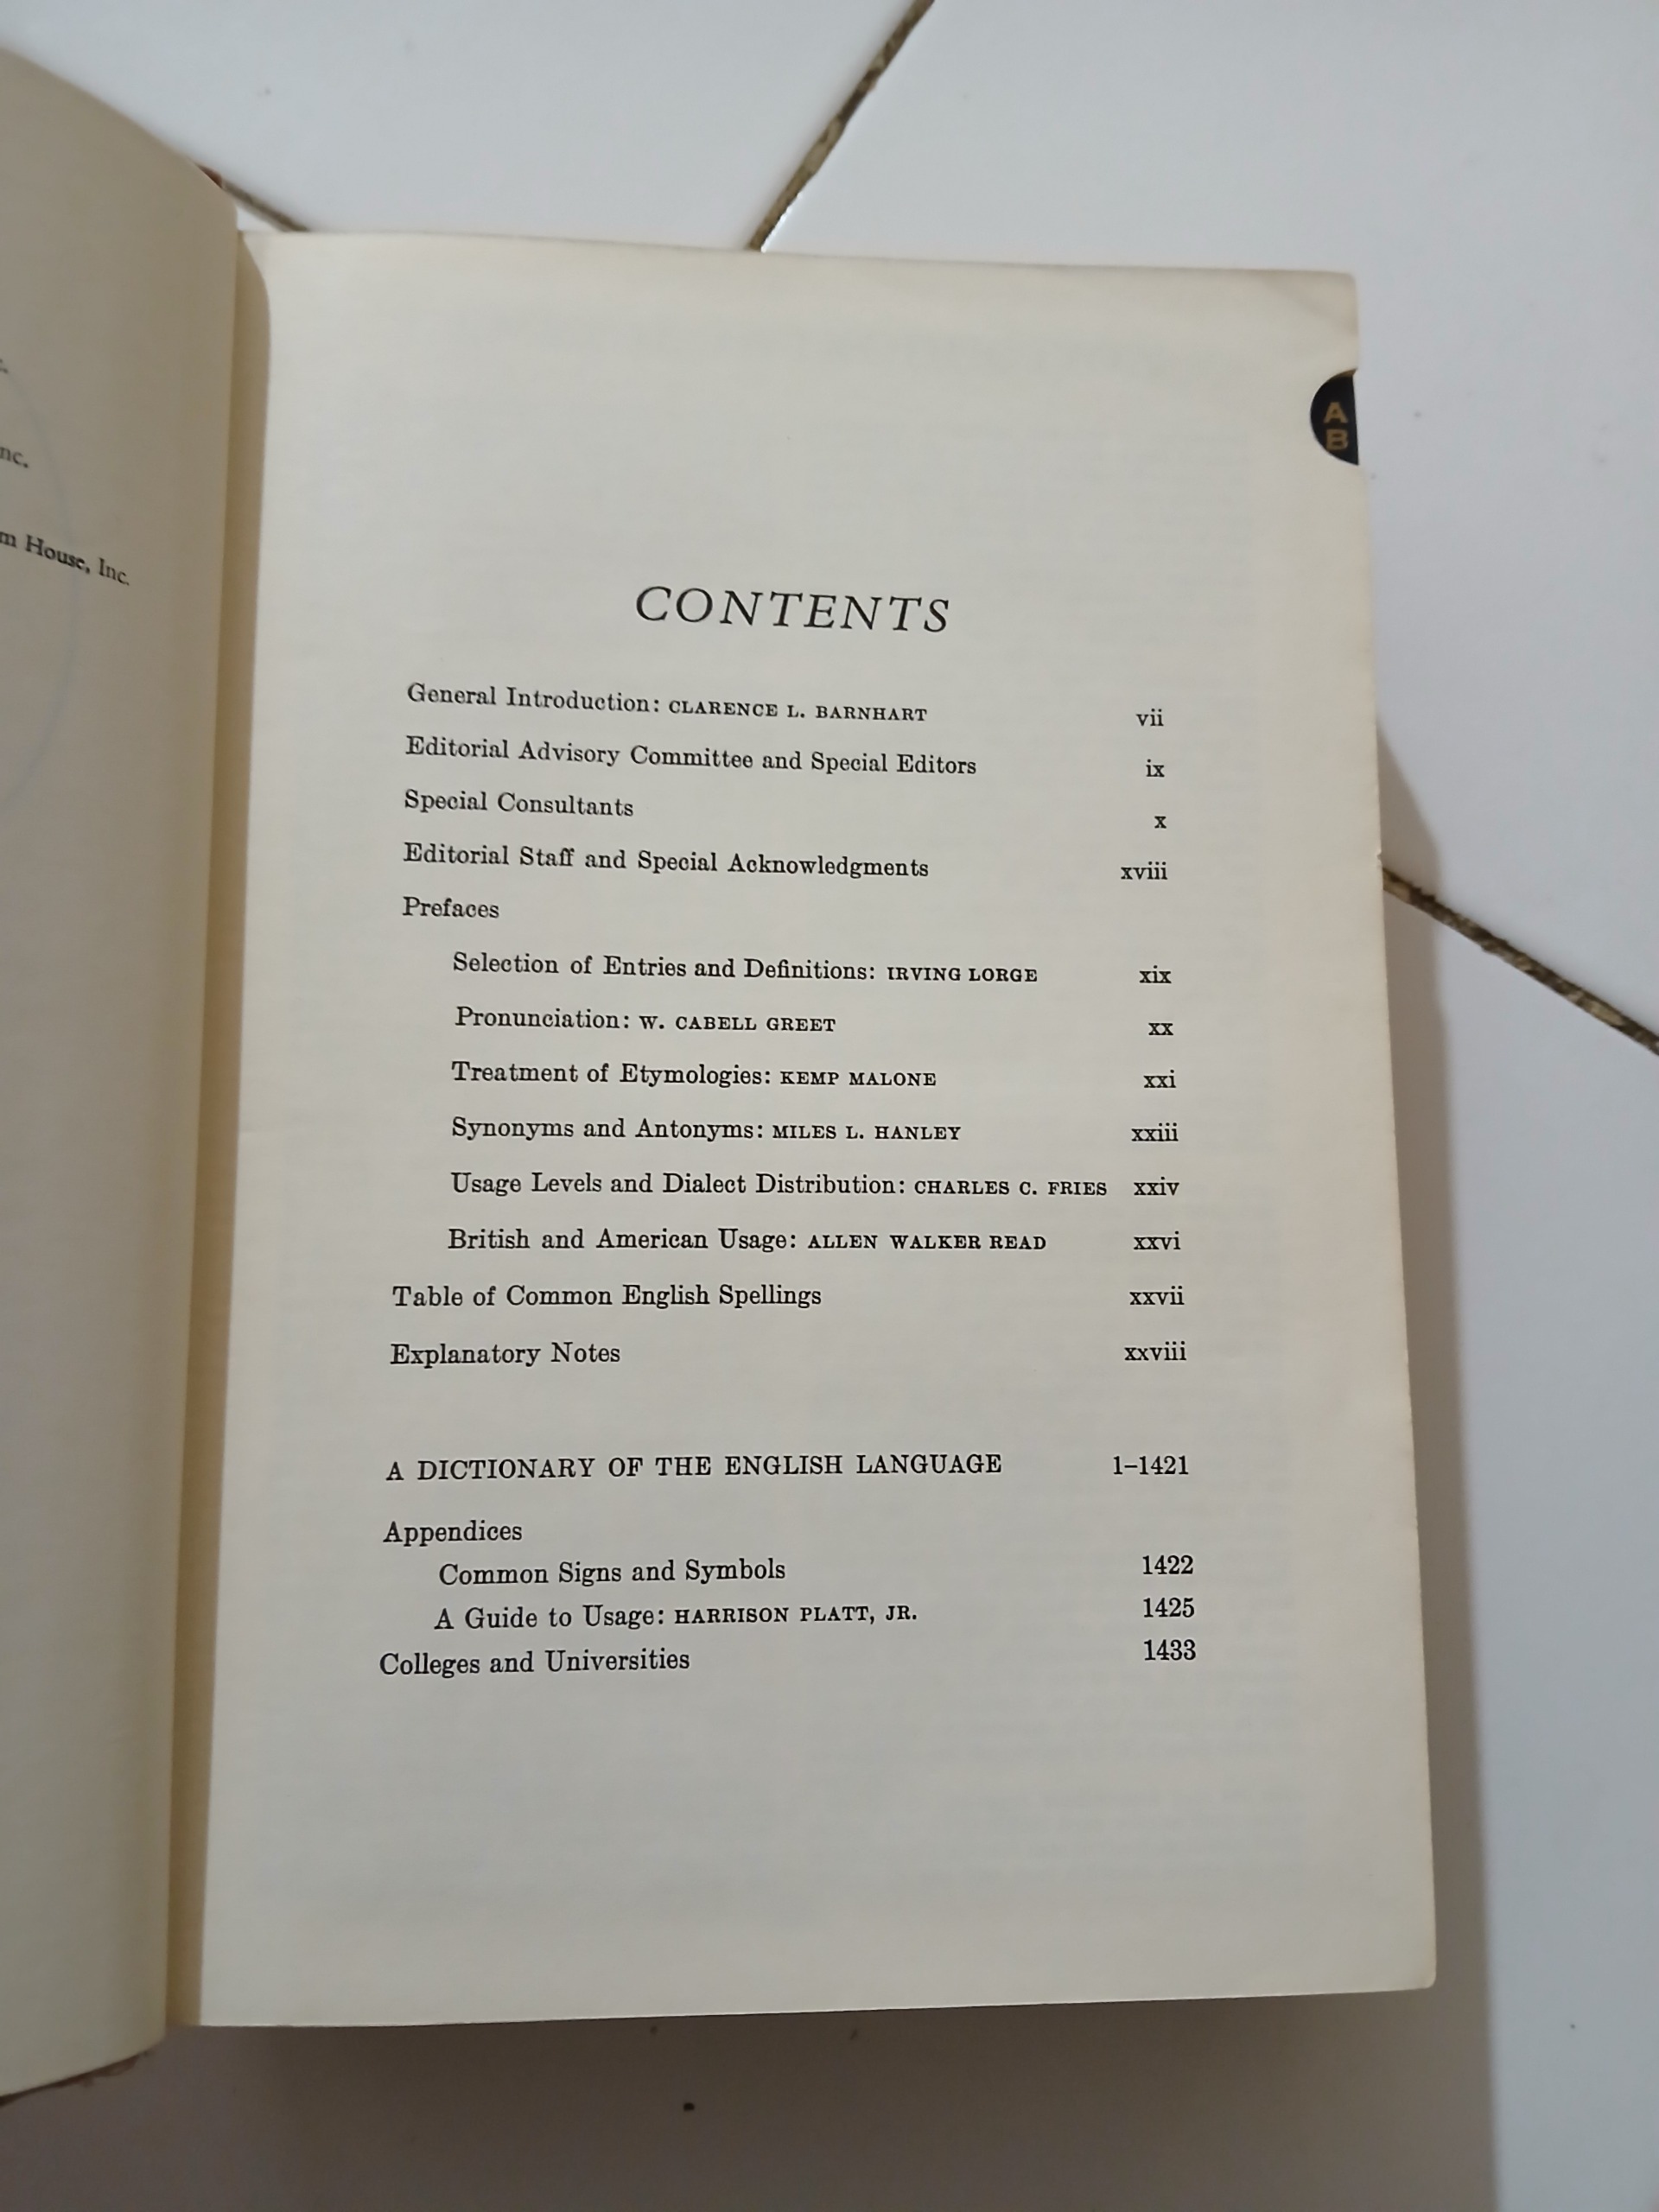 nc.
m House, Inc.
A
B
CONTENTS
General Introduction: CLARENCE L. BARNHART vii
Editorial Advisory Committee and Special Editors ix
Special Consultants x
Editorial Staff and Special Acknowledgments xviii
Prefaces
Selection of Entries and Definitions: IRVING LORGE xix
Pronunciation: W. CABELL GREET xx
Treatment of Etymologies: KEMP MALONE xxi
Synonyms and Antonyms: MILES L. HANLEY xxiii
Usage Levels and Dialect Distribution: CHARLES C. FRIES xxiv
British and American Usage: ALLEN WALKER READ xxvi
Table of Common English Spellings xxvii
Explanatory Notes xxviii
A DICTIONARY OF THE ENGLISH LANGUAGE 1–1421
Appendices
Common Signs and Symbols 1422
A Guide to Usage: HARRISON PLATT, JR. 1425
Colleges and Universities 1433